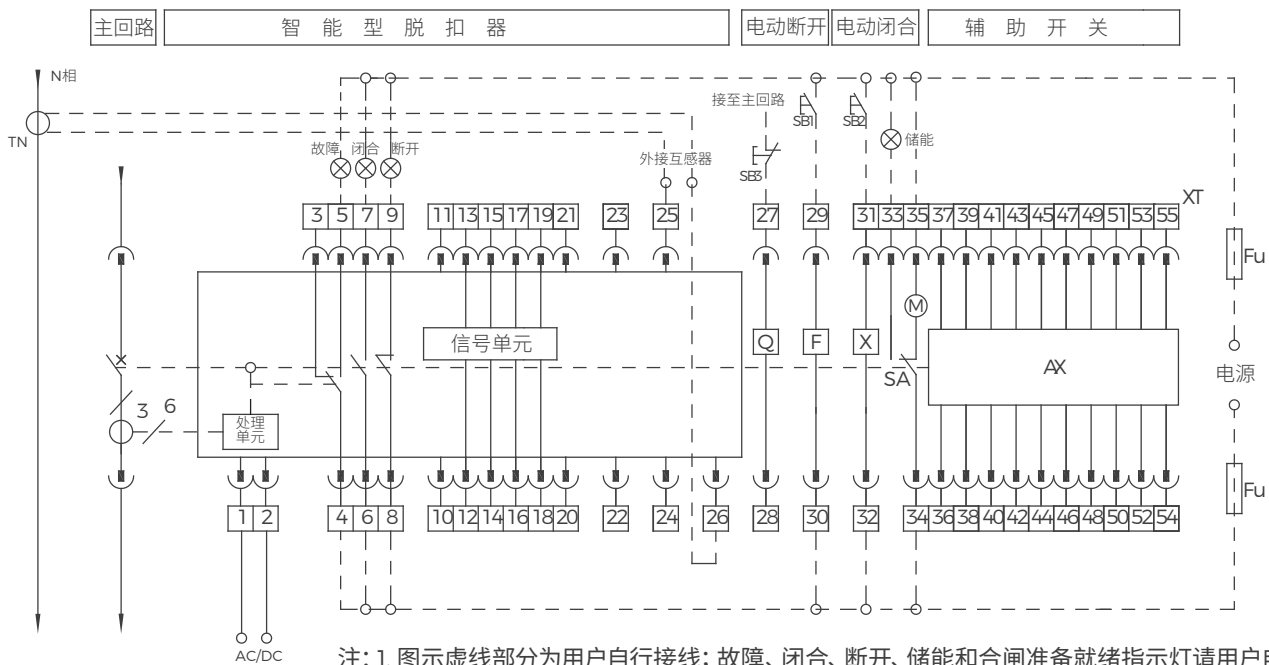 主回路 智能型脱扣器 电动断开 电动闭合 辅助开关
N相
TN
接至主回路
SB1 SB2
故障 闭合 断开 外接互感器 储能
SB3
3 5 7 9 11 13 15 17 19 21 23 25 27 29 31 33 35 37 39 41 43 45 47 49 51 53 55 XT
Fu
M
信号单元 Q F X AX
SA 电源
3 6
处理
单元
Fu
1 2 4 6 8 10 12 14 16 18 20 22 24 26 28 30 32 34 36 38 40 42 44 46 48 50 52 54
AC/DC
注：1. 图示虚线部分为用户自行接线；故障、闭合、断开、储能和合闸准备就绪指示灯请用户